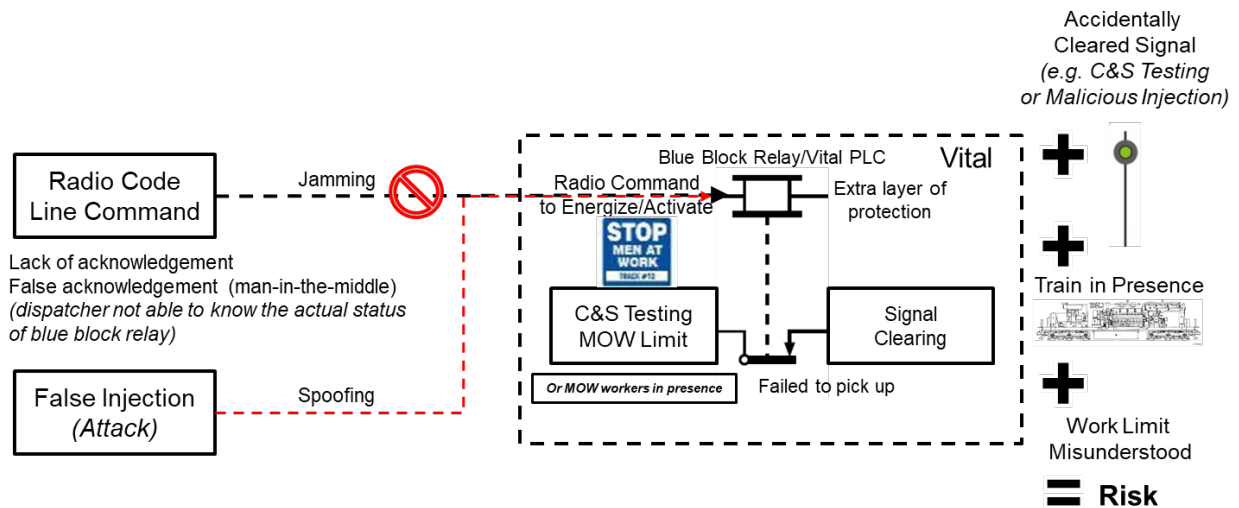 Accidentally
Cleared Signal
(e.g. C&S Testing
or Malicious Injection)
Radio Code
Line Command
Jamming
Lack of acknowledgement
False acknowledgement (man-in-the-middle)
(dispatcher not able to know the actual status
of blue block relay)
False Injection
(Attack)
Spoofing
Blue Block Relay/Vital PLC
Vital
Radio Command
to Energize/Activate
Extra layer of
protection
STOP
MEN AT
WORK
TRACK #12
C&S Testing
MOW Limit
Signal
Clearing
Or MOW workers in presence
Failed to pick up
Train in Presence
Work Limit
Misunderstood
Risk